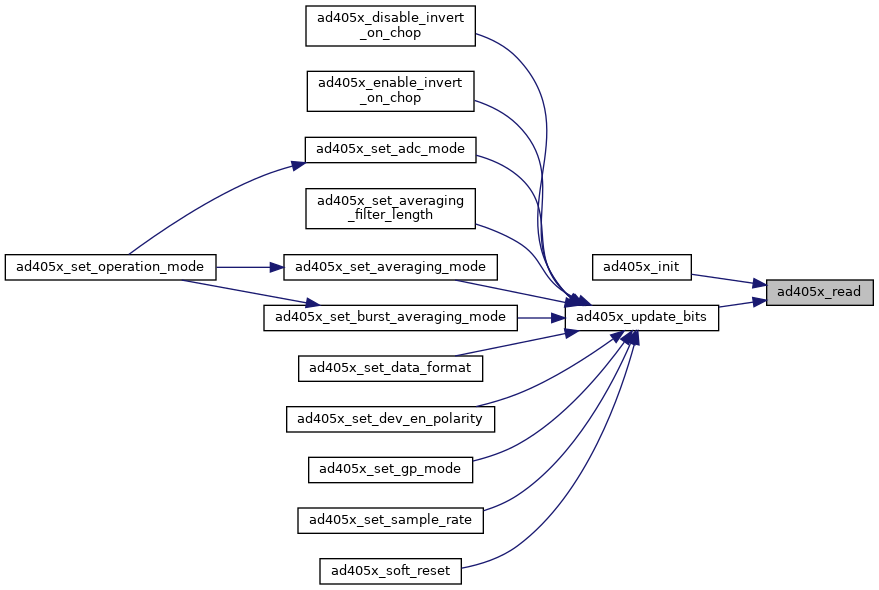 ad405x_disable_invert
_on_chop
ad405x_enable_invert
_on_chop
ad405x_set_adc_mode
ad405x_set_averaging
_filter_length
ad405x_set_operation_mode
ad405x_set_averaging_mode
ad405x_init
ad405x_read
ad405x_set_burst_averaging_mode
ad405x_update_bits
ad405x_set_data_format
ad405x_set_dev_en_polarity
ad405x_set_gp_mode
ad405x_set_sample_rate
ad405x_soft_reset